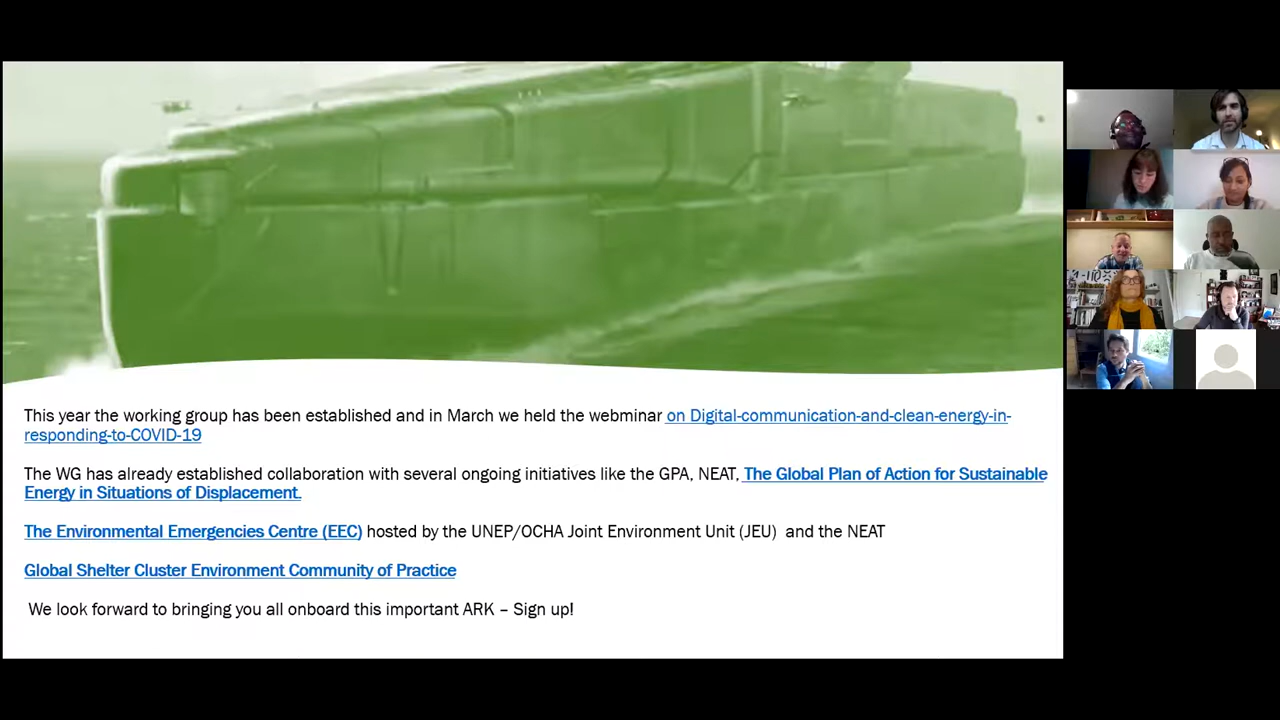 This year the working group has been established and in March we held the webminar on Digital-communication-and-clean-energy-in-
responding-to-COVID-19
The WG has already established collaboration with several ongoing initiatives like the GPA, NEAT, The Global Plan of Action for Sustainable
Energy in Situations of Displacement.
The Environmental Emergencies Centre (EEC) hosted by the UNEP/OCHA Joint Environment Unit (JEU) and the NEAT
Global Shelter Cluster Environment Community of Practice
We look forward to bringing you all onboard this important ARK – Sign up!